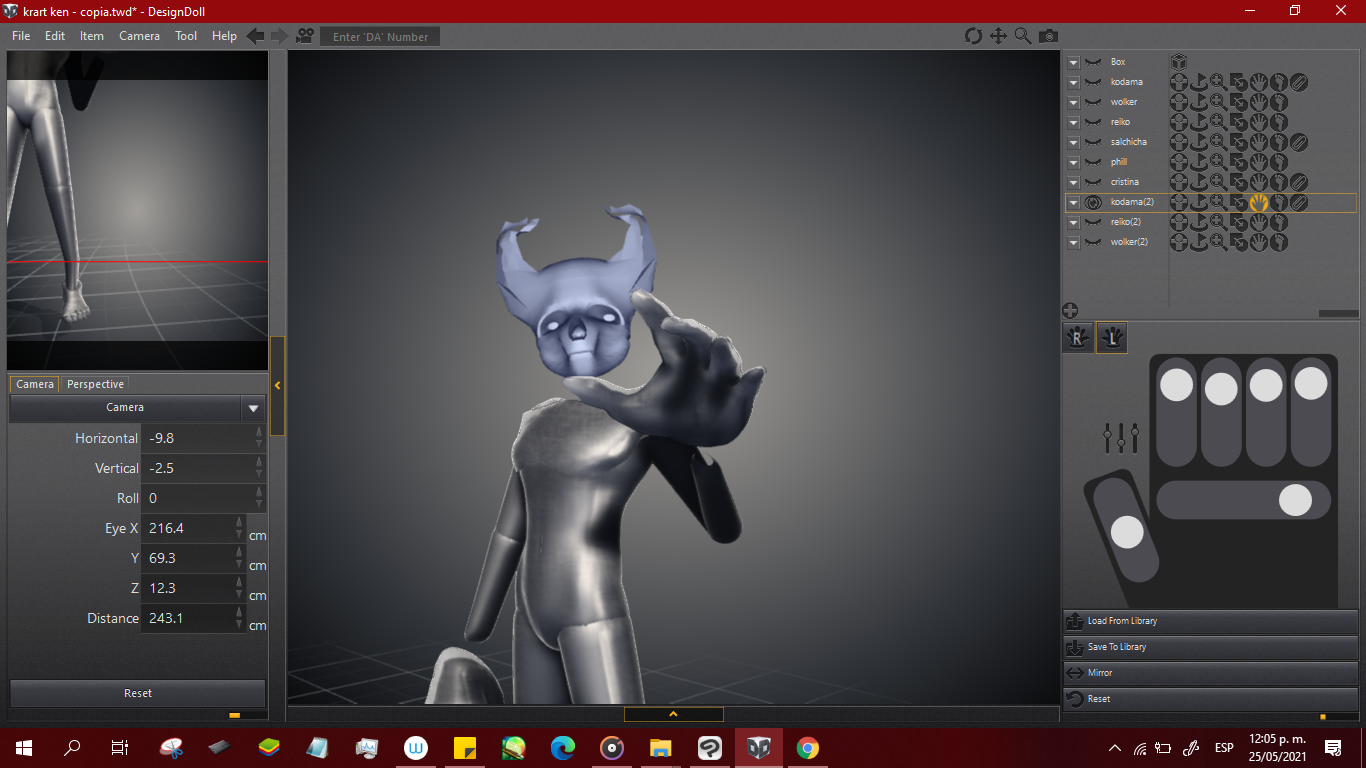 krart ken - copia.twd* - DesignDoll
File Edit Item Camera Tool Help Enter 'DA' Number
Camera Perspective
Camera
Horizontal -9.8
Vertical -2.5
Roll 0
Eye X 216.4 cm
Y 69.3 cm
Z 12.3 cm
Distance 243.1 cm
Reset
Box
kodama
wolker
reiko
salchicha
phill
cristina
kodama(2)
reiko(2)
wolker(2)
R L
Load From Library
Save To Library
Mirror
Reset
ESP
12:05 p. m.
25/05/2021